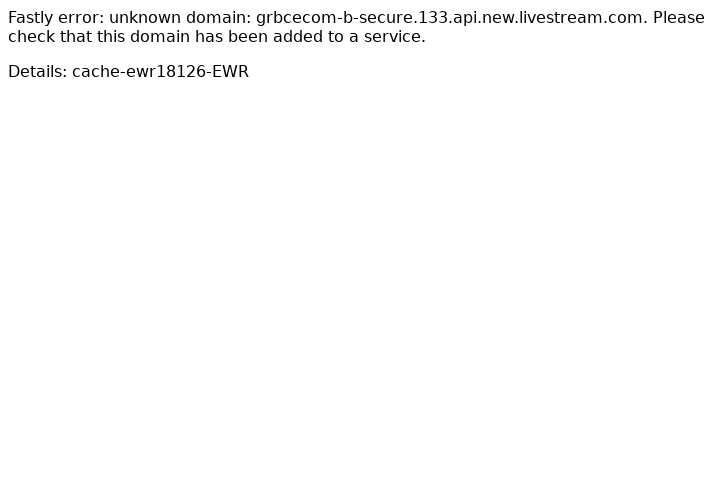 Fastly error: unknown domain: grbcecom-b-secure.133.api.new.livestream.com. Please
check that this domain has been added to a service.
Details: cache-ewr18126-EWR